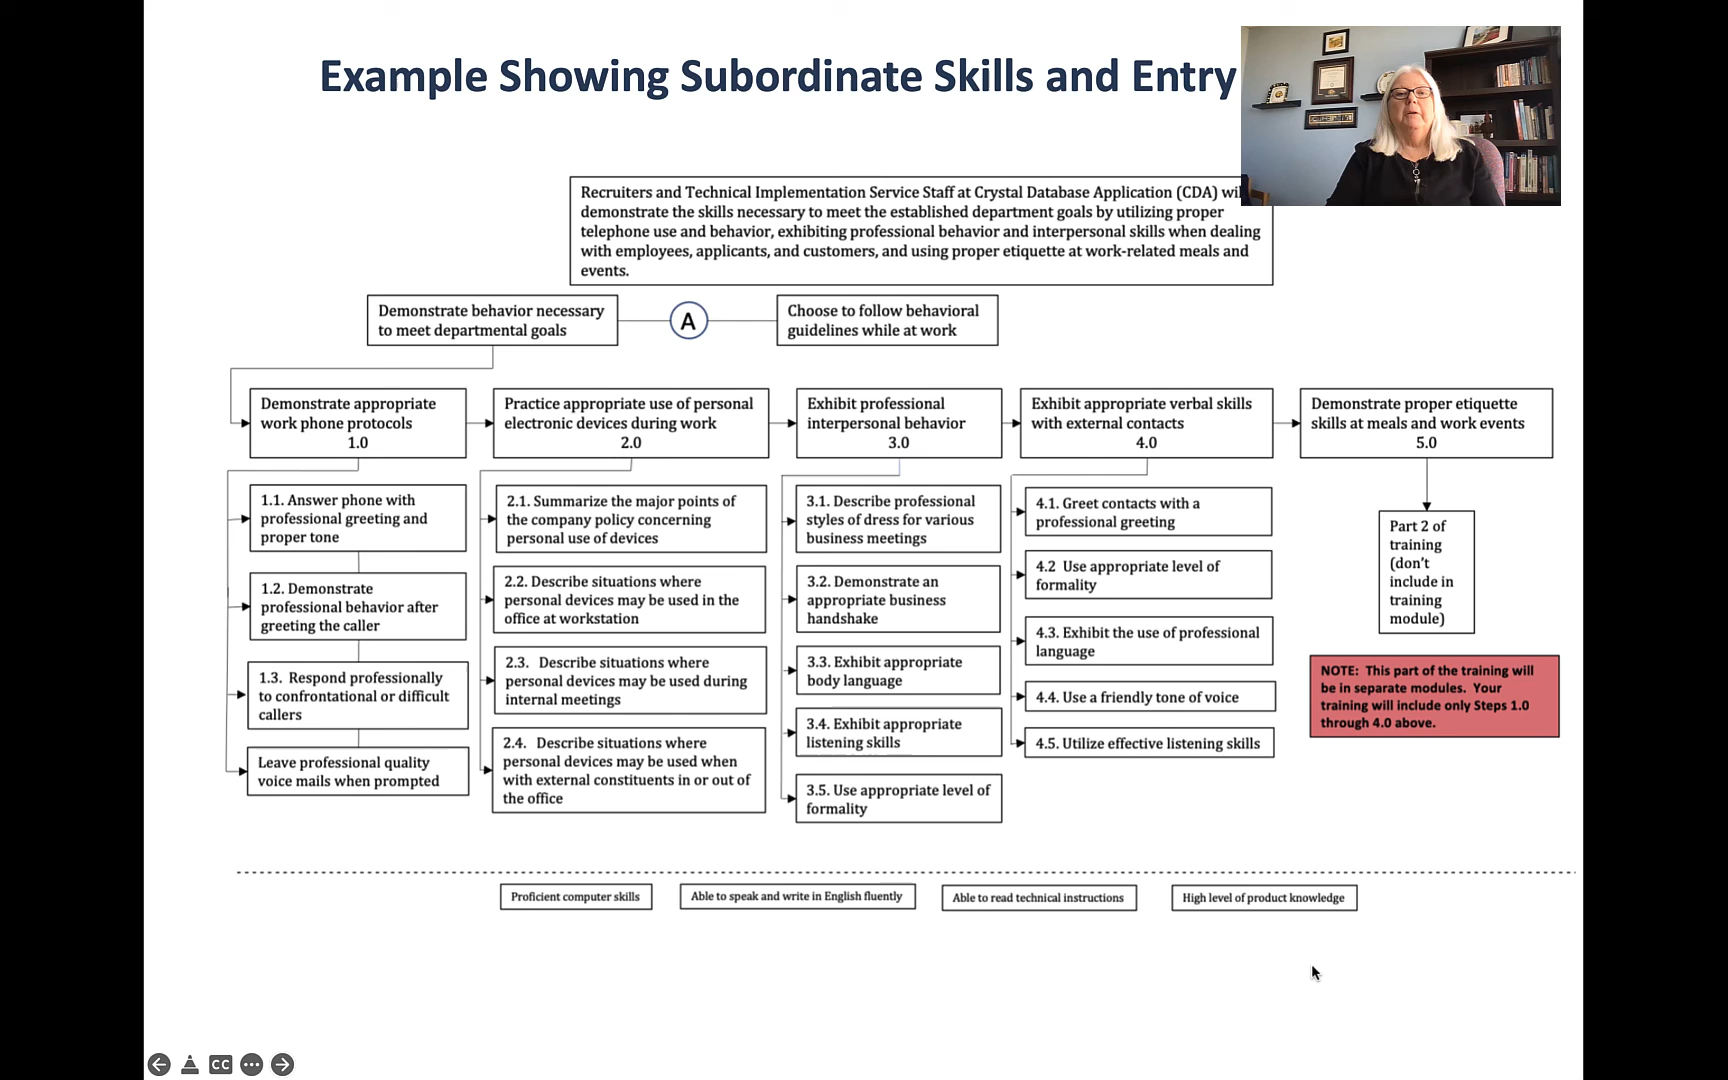 Example Showing Subordinate Skills and Entry
Recruiters and Technical Implementation Service Staff at Crystal Database Application (CDA)
demonstrate the skills necessary to meet the established department goals by utilizing proper
telephone use and behavior, exhibiting professional behavior and interpersonal skills when dealing
with employees, applicants, and customers, and using proper etiquette at work-related meals and
events.
Demonstrate behavior necessary
to meet departmental goals
A
Choose to follow behavioral
guidelines while at work
Demonstrate appropriate
work phone protocols
1.0
Practice appropriate use of personal
electronic devices during work
2.0
Exhibit professional
interpersonal behavior
3.0
Exhibit appropriate verbal skills
with external contacts
4.0
Demonstrate proper etiquette
skills at meals and work events
5.0
1.1. Answer phone with
professional greeting and
proper tone
1.2. Demonstrate
professional behavior after
greeting the caller
1.3. Respond professionally
to confrontational or difficult
callers
Leave professional quality
voice mails when prompted
2.1. Summarize the major points of
the company policy concerning
personal use of devices
2.2. Describe situations where
personal devices may be used in the
office at workstation
2.3. Describe situations where
personal devices may be used during
internal meetings
2.4. Describe situations where
personal devices may be used when
with external constituents in or out of
the office
3.1. Describe professional
styles of dress for various
business meetings
3.2. Demonstrate an
appropriate business
handshake
3.3. Exhibit appropriate
body language
3.4. Exhibit appropriate
listening skills
3.5. Use appropriate level of
formality
4.1. Greet contacts with a
professional greeting
4.2 Use appropriate level of
formality
4.3. Exhibit the use of professional
language
4.4. Use a friendly tone of voice
4.5. Utilize effective listening skills
Part 2 of
training
(don't
include in
training
module)
NOTE: This part of the training will
be in separate modules. Your
training will include only Steps 1.0
through 4.0 above.
Proficient computer skills
Able to speak and write in English fluently
Able to read technical instructions
High level of product knowledge
CC